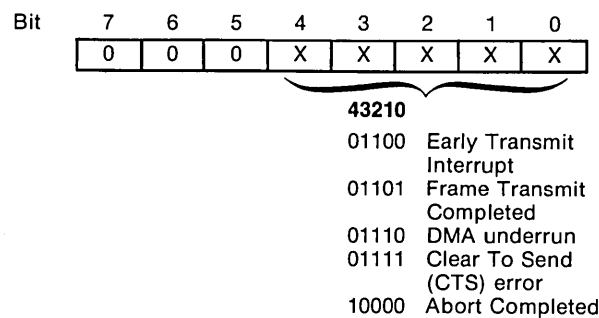 Bit 7 6 5 4 3 2 1 0
0 0 0 X X X X X
43210
01100 Early Transmit
Interrupt
01101 Frame Transmit
Completed
01110 DMA underrun
01111 Clear To Send
(CTS) error
10000 Abort Completed